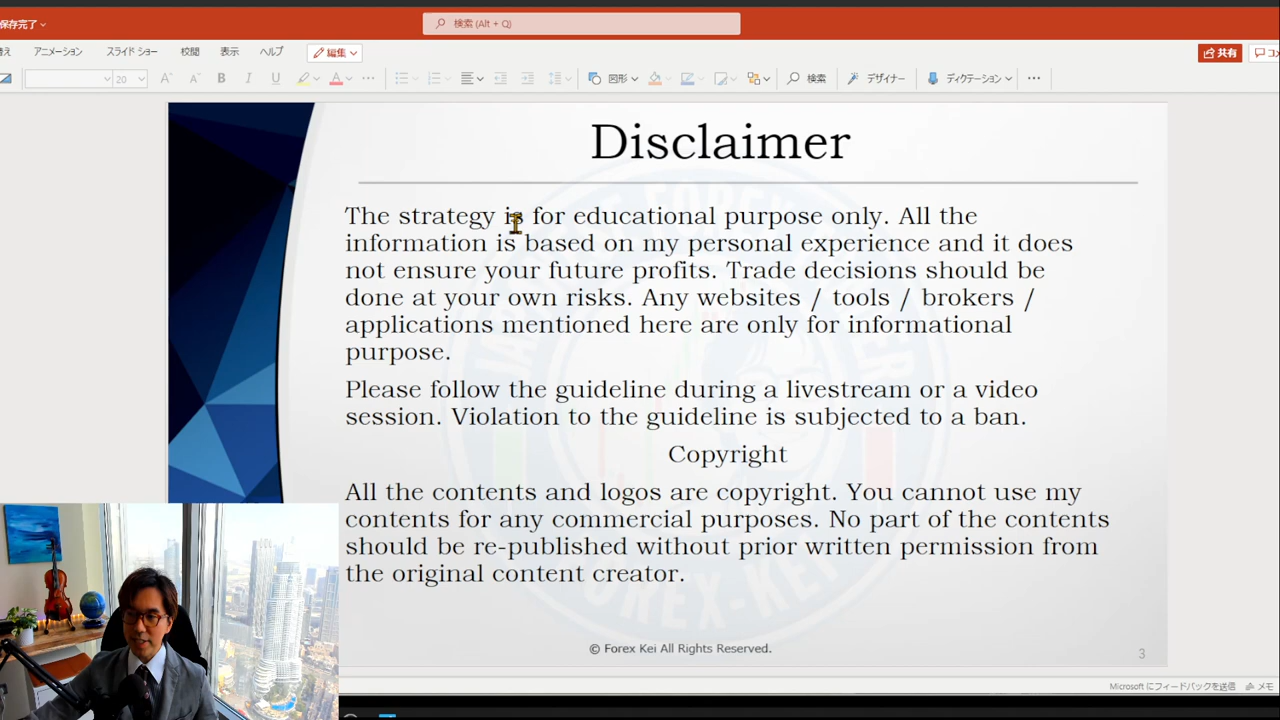 保存完了
検索 (Alt + Q)
アニメーション スライド ショー 校閲 表示 ヘルプ 編集 共有
20 B I U A 図形 検索 デザイナー ディクテーション
Disclaimer
The strategy is for educational purpose only. All the
information is based on my personal experience and it does
not ensure your future profits. Trade decisions should be
done at your own risks. Any websites / tools / brokers /
applications mentioned here are only for informational
purpose.
Please follow the guideline during a livestream or a video
session. Violation to the guideline is subjected to a ban.
Copyright
All the contents and logos are copyright. You cannot use my
contents for any commercial purposes. No part of the contents
should be re-published without prior written permission from
the original content creator.
© Forex Kei All Rights Reserved.
3
Microsoft にフィードバックを送信 メモ